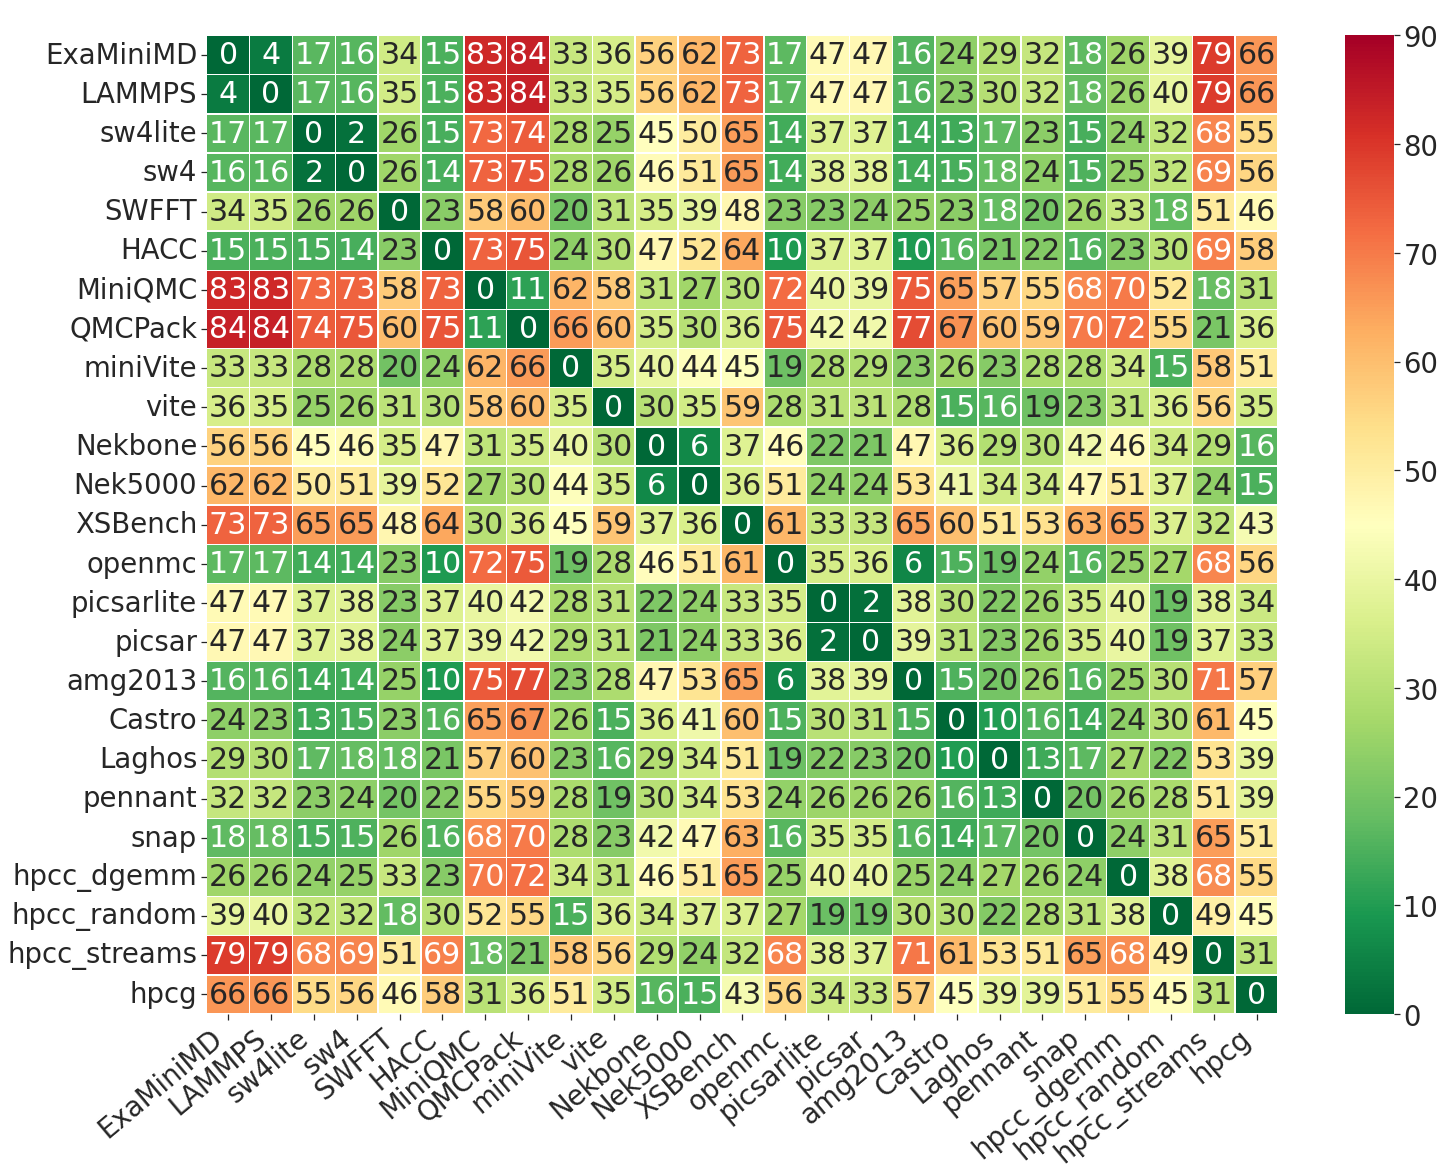 ExaMiniMD 0 4 17 16 34 15 83 84 33 36 56 62 73 17 47 47 16 24 29 32 18 26 39 79 66
LAMMPS 4 0 17 16 35 15 83 84 33 35 56 62 73 17 47 47 16 23 30 32 18 26 40 79 66
sw4lite 17 17 0 2 26 15 73 74 28 25 45 50 65 14 37 37 14 13 17 23 15 24 32 68 55
sw4 16 16 2 0 26 14 73 75 28 26 46 51 65 14 38 38 14 15 18 24 15 25 32 69 56
SWFFT 34 35 26 26 0 23 58 60 20 31 35 39 48 23 23 24 25 23 18 20 26 33 18 51 46
HACC 15 15 15 14 23 0 73 75 24 30 47 52 64 10 37 37 10 16 21 22 16 23 30 69 58
MiniQMC 83 83 73 73 58 73 0 11 62 58 31 27 30 72 40 39 75 65 57 55 68 70 52 18 31
QMCPack 84 84 74 75 60 75 11 0 66 60 35 30 36 75 42 42 77 67 60 59 70 72 55 21 36
miniVite 33 33 28 28 20 24 62 66 0 35 40 44 45 19 28 29 23 26 23 28 28 34 15 58 51
vite 36 35 25 26 31 30 58 60 35 0 30 35 59 28 31 31 28 15 16 19 23 31 36 56 35
Nekbone 56 56 45 46 35 47 31 35 40 30 0 6 37 46 22 21 47 36 29 30 42 46 34 29 16
Nek5000 62 62 50 51 39 52 27 30 44 35 6 0 36 51 24 24 53 41 34 34 47 51 37 24 15
XSBench 73 73 65 65 48 64 30 36 45 59 37 36 0 61 33 33 65 60 51 53 63 65 37 32 43
openmc 17 17 14 14 23 10 72 75 19 28 46 51 61 0 35 36 6 15 19 24 16 25 27 68 56
picsarlite 47 47 37 38 23 37 40 42 28 31 22 24 33 35 0 2 38 30 22 26 35 40 19 38 34
picsar 47 47 37 38 24 37 39 42 29 31 21 24 33 36 2 0 39 31 23 26 35 40 19 37 33
amg2013 16 16 14 14 25 10 75 77 23 28 47 53 65 6 38 39 0 15 20 26 16 25 30 71 57
Castro 24 23 13 15 23 16 65 67 26 15 36 41 60 15 30 31 15 0 10 16 14 24 30 61 45
Laghos 29 30 17 18 18 21 57 60 23 16 29 34 51 19 22 23 20 10 0 13 17 27 22 53 39
pennant 32 32 23 24 20 22 55 59 28 19 30 34 53 24 26 26 26 16 13 0 20 26 28 51 39
snap 18 18 15 15 26 16 68 70 28 23 42 47 63 16 35 35 16 14 17 20 0 24 31 65 51
hpcc_dgemm 26 26 24 25 33 23 70 72 34 31 46 51 65 25 40 40 25 24 27 26 24 0 38 68 55
hpcc_random 39 40 32 32 18 30 52 55 15 36 34 37 37 27 19 19 30 30 22 28 31 38 0 49 45
hpcc_streams 79 79 68 69 51 69 18 21 58 56 29 24 32 68 38 37 71 61 53 51 65 68 49 0 31
hpcg 66 66 55 56 46 58 31 36 51 35 16 15 43 56 34 33 57 45 39 39 51 55 45 31 0
ExaMiniMD LAMMPS sw4lite sw4 SWFFT HACC MiniQMC QMCPack miniVite vite Nekbone Nek5000 XSBench openmc picsarlite picsar amg2013 Castro Laghos pennant snap hpcc_dgemm hpcc_random hpcc_streams hpcg
90
80
70
60
50
40
30
20
10
0